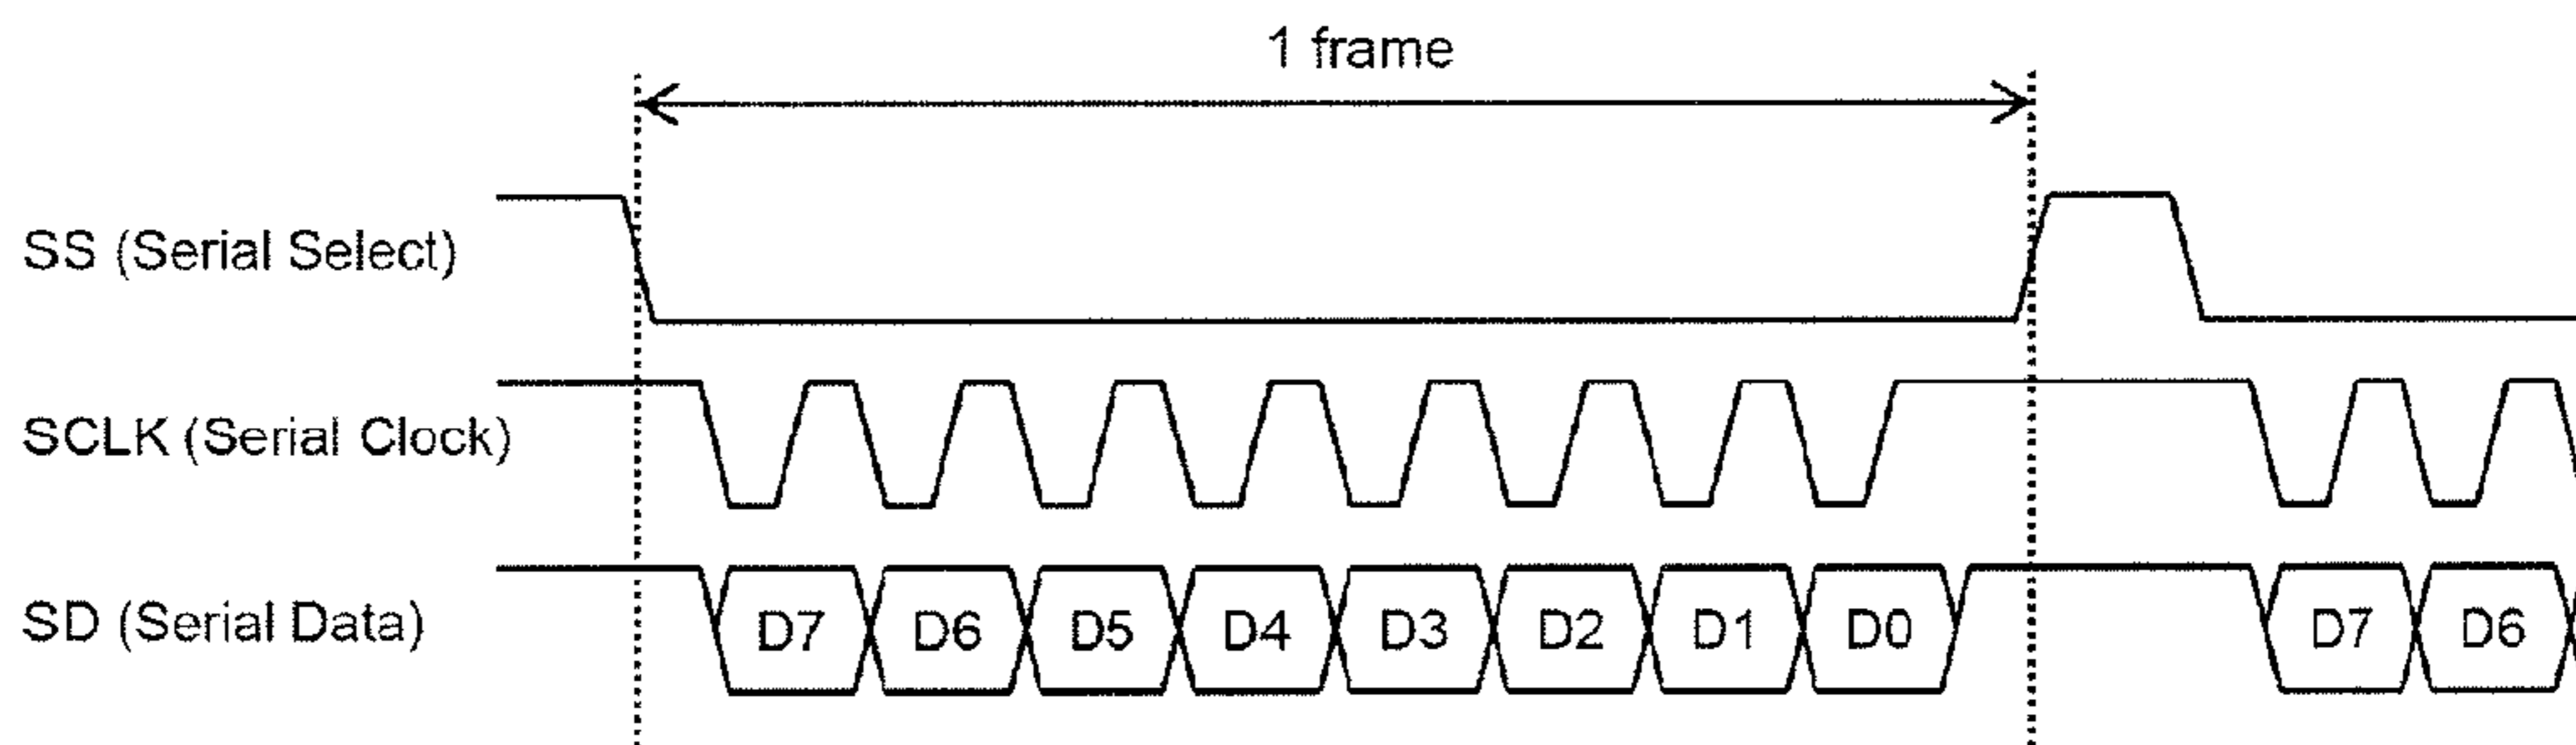 1 frame
SS (Serial Select)
SCLK (Serial Clock)
SD (Serial Data)
D7 D6 D5 D4 D3 D2 D1 D0 D7 D6